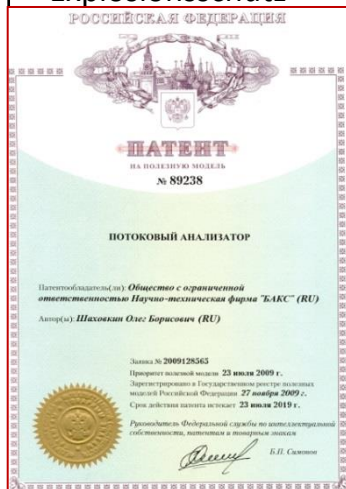 РОССИЙСКАЯ ФЕДЕРАЦИЯ
ПАТЕНТ
НА ПОЛЕЗНУЮ МОДЕЛЬ
№ 89238
ПОТОКОВЫЙ АНАЛИЗАТОР
Патентообладатель(ли): Общество с ограниченной
ответственностью Научно-техническая фирма "БАКС" (RU)
Автор(ы): Шаховкин Олег Борисович (RU)
Заявка № 2009128565
Приоритет полезной модели 23 июля 2009 г.
Зарегистрировано в Государственном реестре полезных
моделей Российской Федерации 27 ноября 2009 г.
Срок действия патента истекает 23 июля 2019 г.
Руководитель Федеральной службы по интеллектуальной
собственности, патентам и товарным знакам
Б.П. Симонов